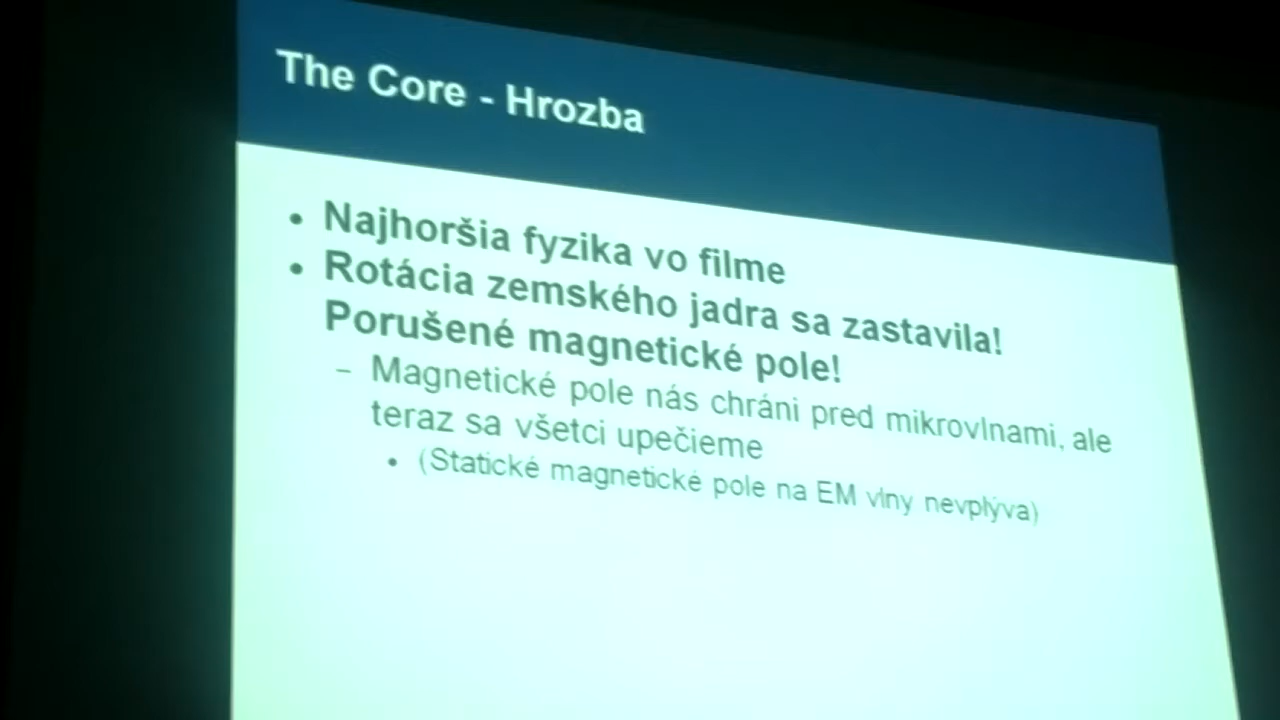 The Core - Hrozba
• Najhoršia fyzika vo filme
• Rotácia zemského jadra sa zastavila!
Porušené magnetické pole!
– Magnetické pole nás chráni pred mikrovlnami, ale
teraz sa všetci upečieme
• (Statické magnetické pole na EM vlny nevplýva)